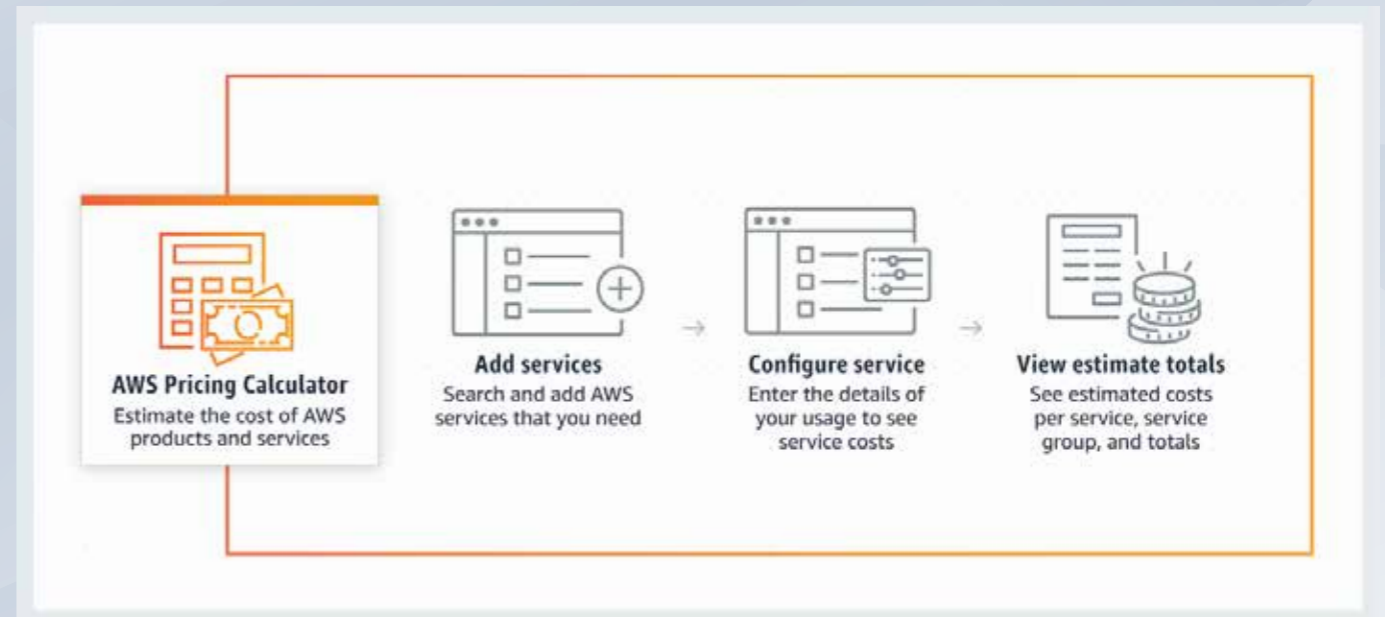 AWS Pricing Calculator
Estimate the cost of AWS
products and services
Add services
Search and add AWS
services that you need
Configure service
Enter the details of
your usage to see
service costs
View estimate totals
See estimated costs
per service, service
group, and totals